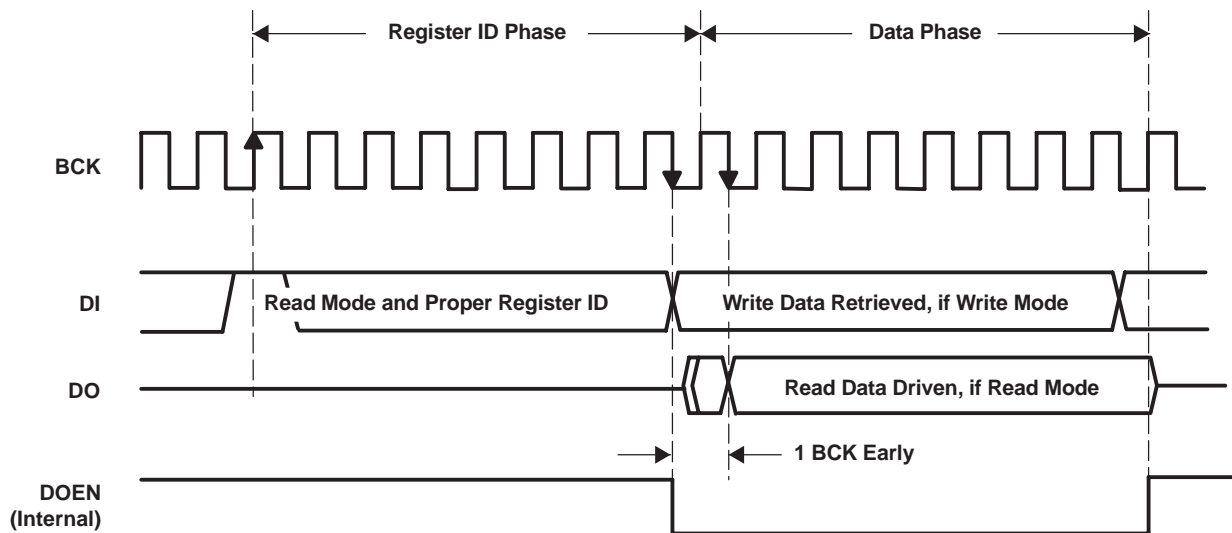 Register ID Phase
Data Phase
BCK
DI
Read Mode and Proper Register ID
Write Data Retrieved, if Write Mode
DO
Read Data Driven, if Read Mode
1 BCK Early
DOEN
(Internal)